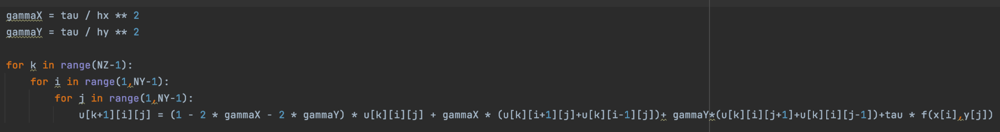 gammaX = tau / hx ** 2
gammaY = tau / hy ** 2
for k in range(NZ-1):
for i in range(1,NY-1):
for j in range(1,NY-1):
u[k+1][i][j] = (1 - 2 * gammaX - 2 * gammaY) * u[k][i][j] + gammaX * (u[k][i+1][j]+u[k][i-1][j])+ gammaY*(u[k][i][j+1]+u[k][i][j-1])+tau * f(x[i],y[j])